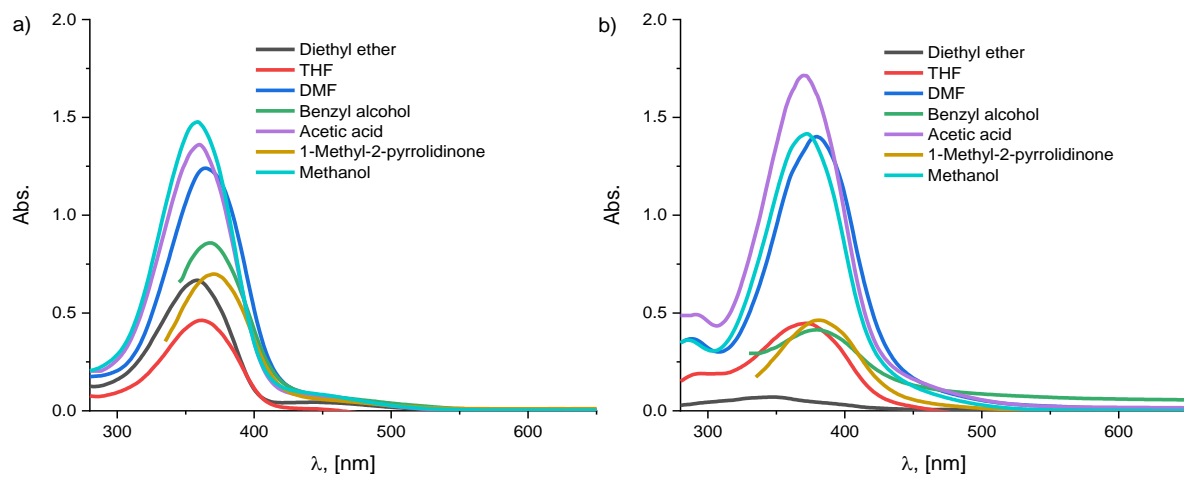 a)
2.0
1.5
1.0
0.5
0.0
Abs.
300
400
500
600
λ, [nm]
Diethyl ether
THF
DMF
Benzyl alcohol
Acetic acid
1-Methyl-2-pyrrolidinone
Methanol
b)
2.0
1.5
1.0
0.5
0.0
Abs.
300
400
500
600
λ, [nm]
Diethyl ether
THF
DMF
Benzyl alcohol
Acetic acid
1-Methyl-2-pyrrolidinone
Methanol